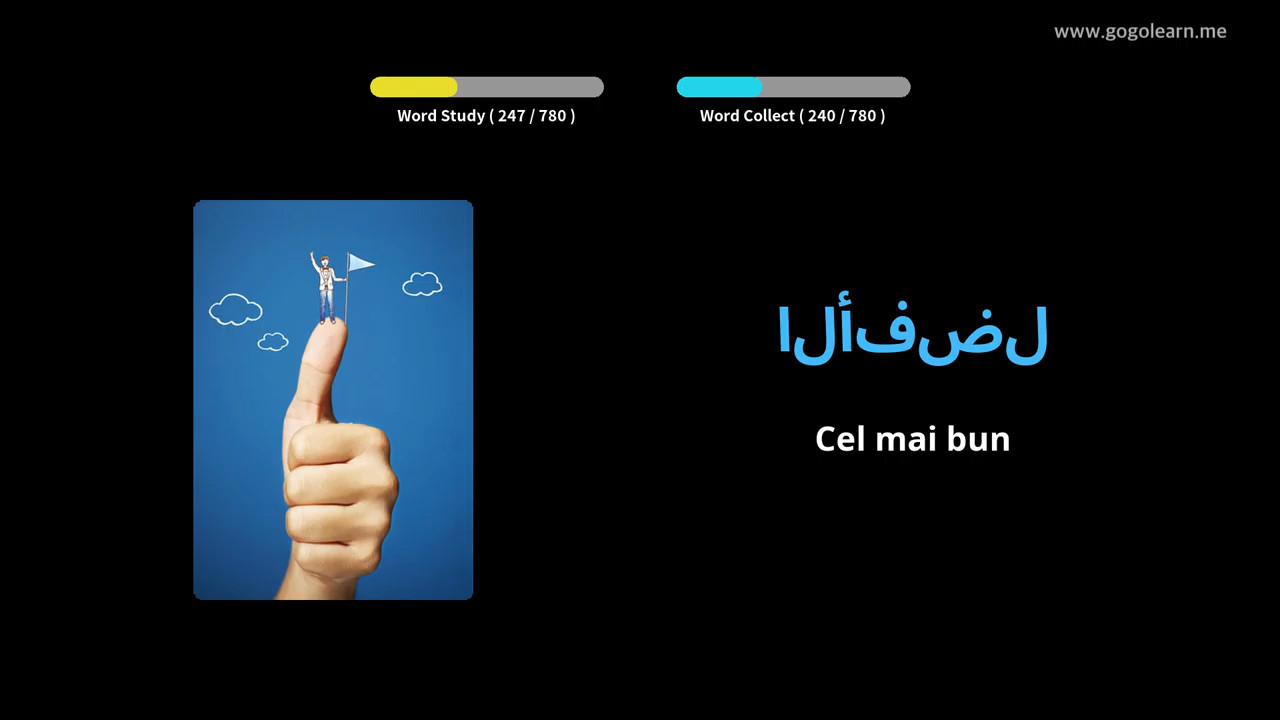 www.gogolearn.me
Word Study ( 247 / 780 )
Word Collect ( 240 / 780 )
الأفضل
Cel mai bun